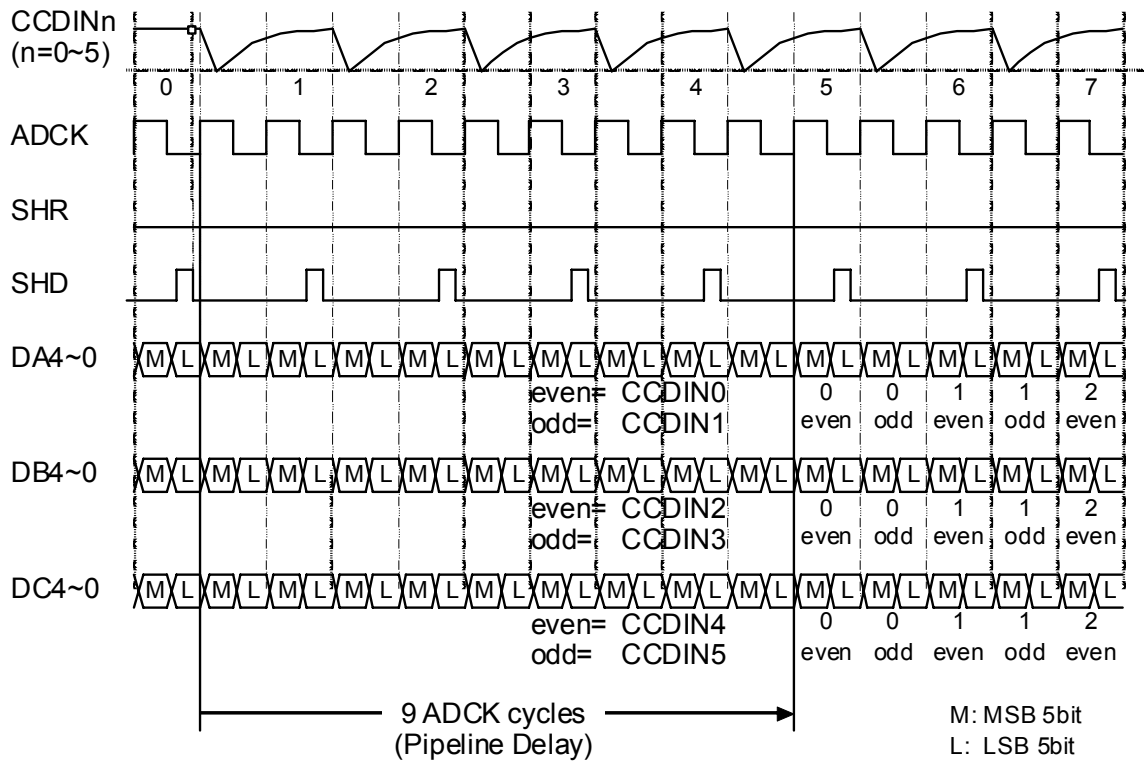 CCDINn
(n=0~5)
0 1 2 3 4 5 6 7
ADCK
SHR
SHD
DA4~0 M L M L M L M L M L M L M L M L M L M L M L M L M L M L M L
even= CCDIN0 0 0 1 1 2
odd= CCDIN1 even odd even odd even
DB4~0 M L M L M L M L M L M L M L M L M L M L M L M L M L M L M L
even= CCDIN2 0 0 1 1 2
odd= CCDIN3 even odd even odd even
DC4~0 M L M L M L M L M L M L M L M L M L M L M L M L M L M L M L
even= CCDIN4 0 0 1 1 2
odd= CCDIN5 even odd even odd even
9 ADCK cycles
(Pipeline Delay)
M: MSB 5bit
L: LSB 5bit